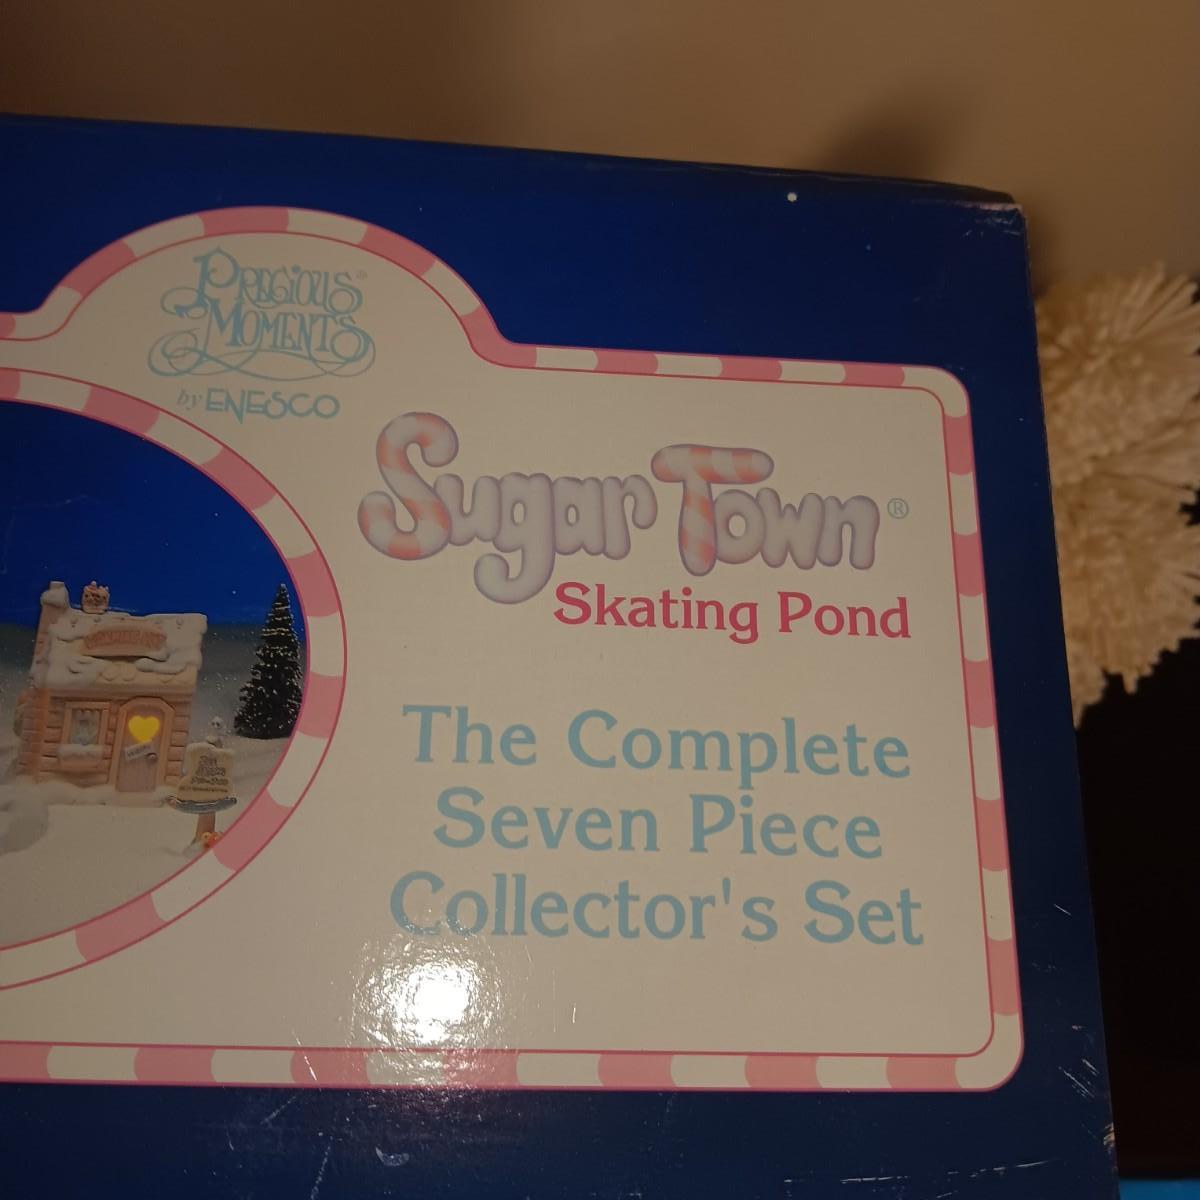 PRECIOUS
MOMENTS®
by ENESCO
Sugar Town®
Skating Pond
The Complete
Seven Piece
Collector's Set